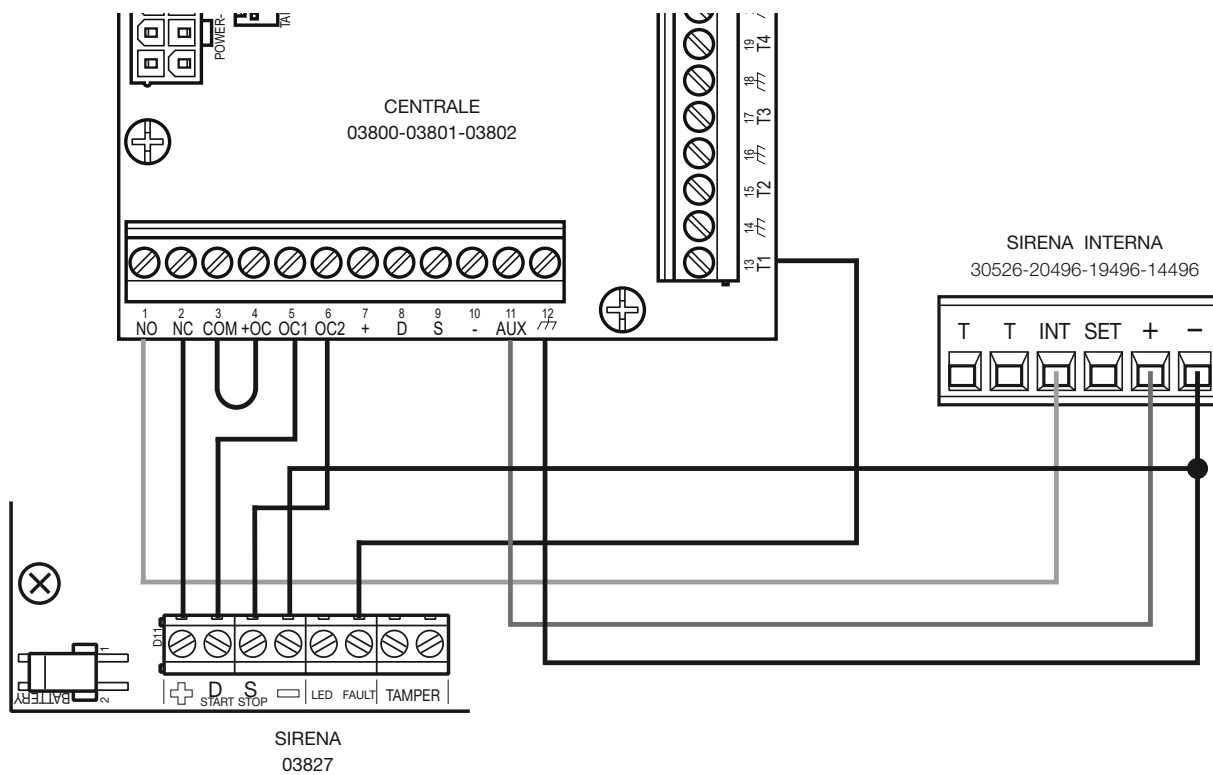 POWER-
CENTRALE
03800-03801-03802
19 T4
18
17 T3
16
15 T2
14
13 T1
1 2 3 4 5 6 7 8 9 10 11 12
NO NC COM +OC OC1 OC2 + D S - AUX
SIRENA INTERNA
30526-20496-19496-14496
T T INT SET + −
D11
BATTERY
1
2
+ D S −
START STOP
LED FAULT TAMPER
SIRENA
03827